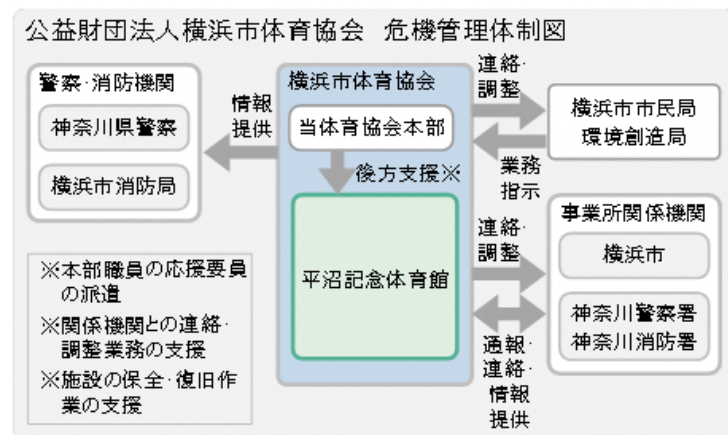 公益財団法人横浜市体育協会　危機管理体制図
警察・消防機関
神奈川県警察
横浜市消防局
情報
提供
横浜市体育協会
当体育協会本部
後方支援※
平沼記念体育館
連絡・
調整
業務
指示
横浜市市民局
環境創造局
連絡・
調整
通報・
連絡・
情報
提供
事業所関係機関
横浜市
神奈川警察署
神奈川消防署
※本部職員の応援要員
の派遣
※関係機関との連絡・
調整業務の支援
※施設の保全・復旧作
業の支援